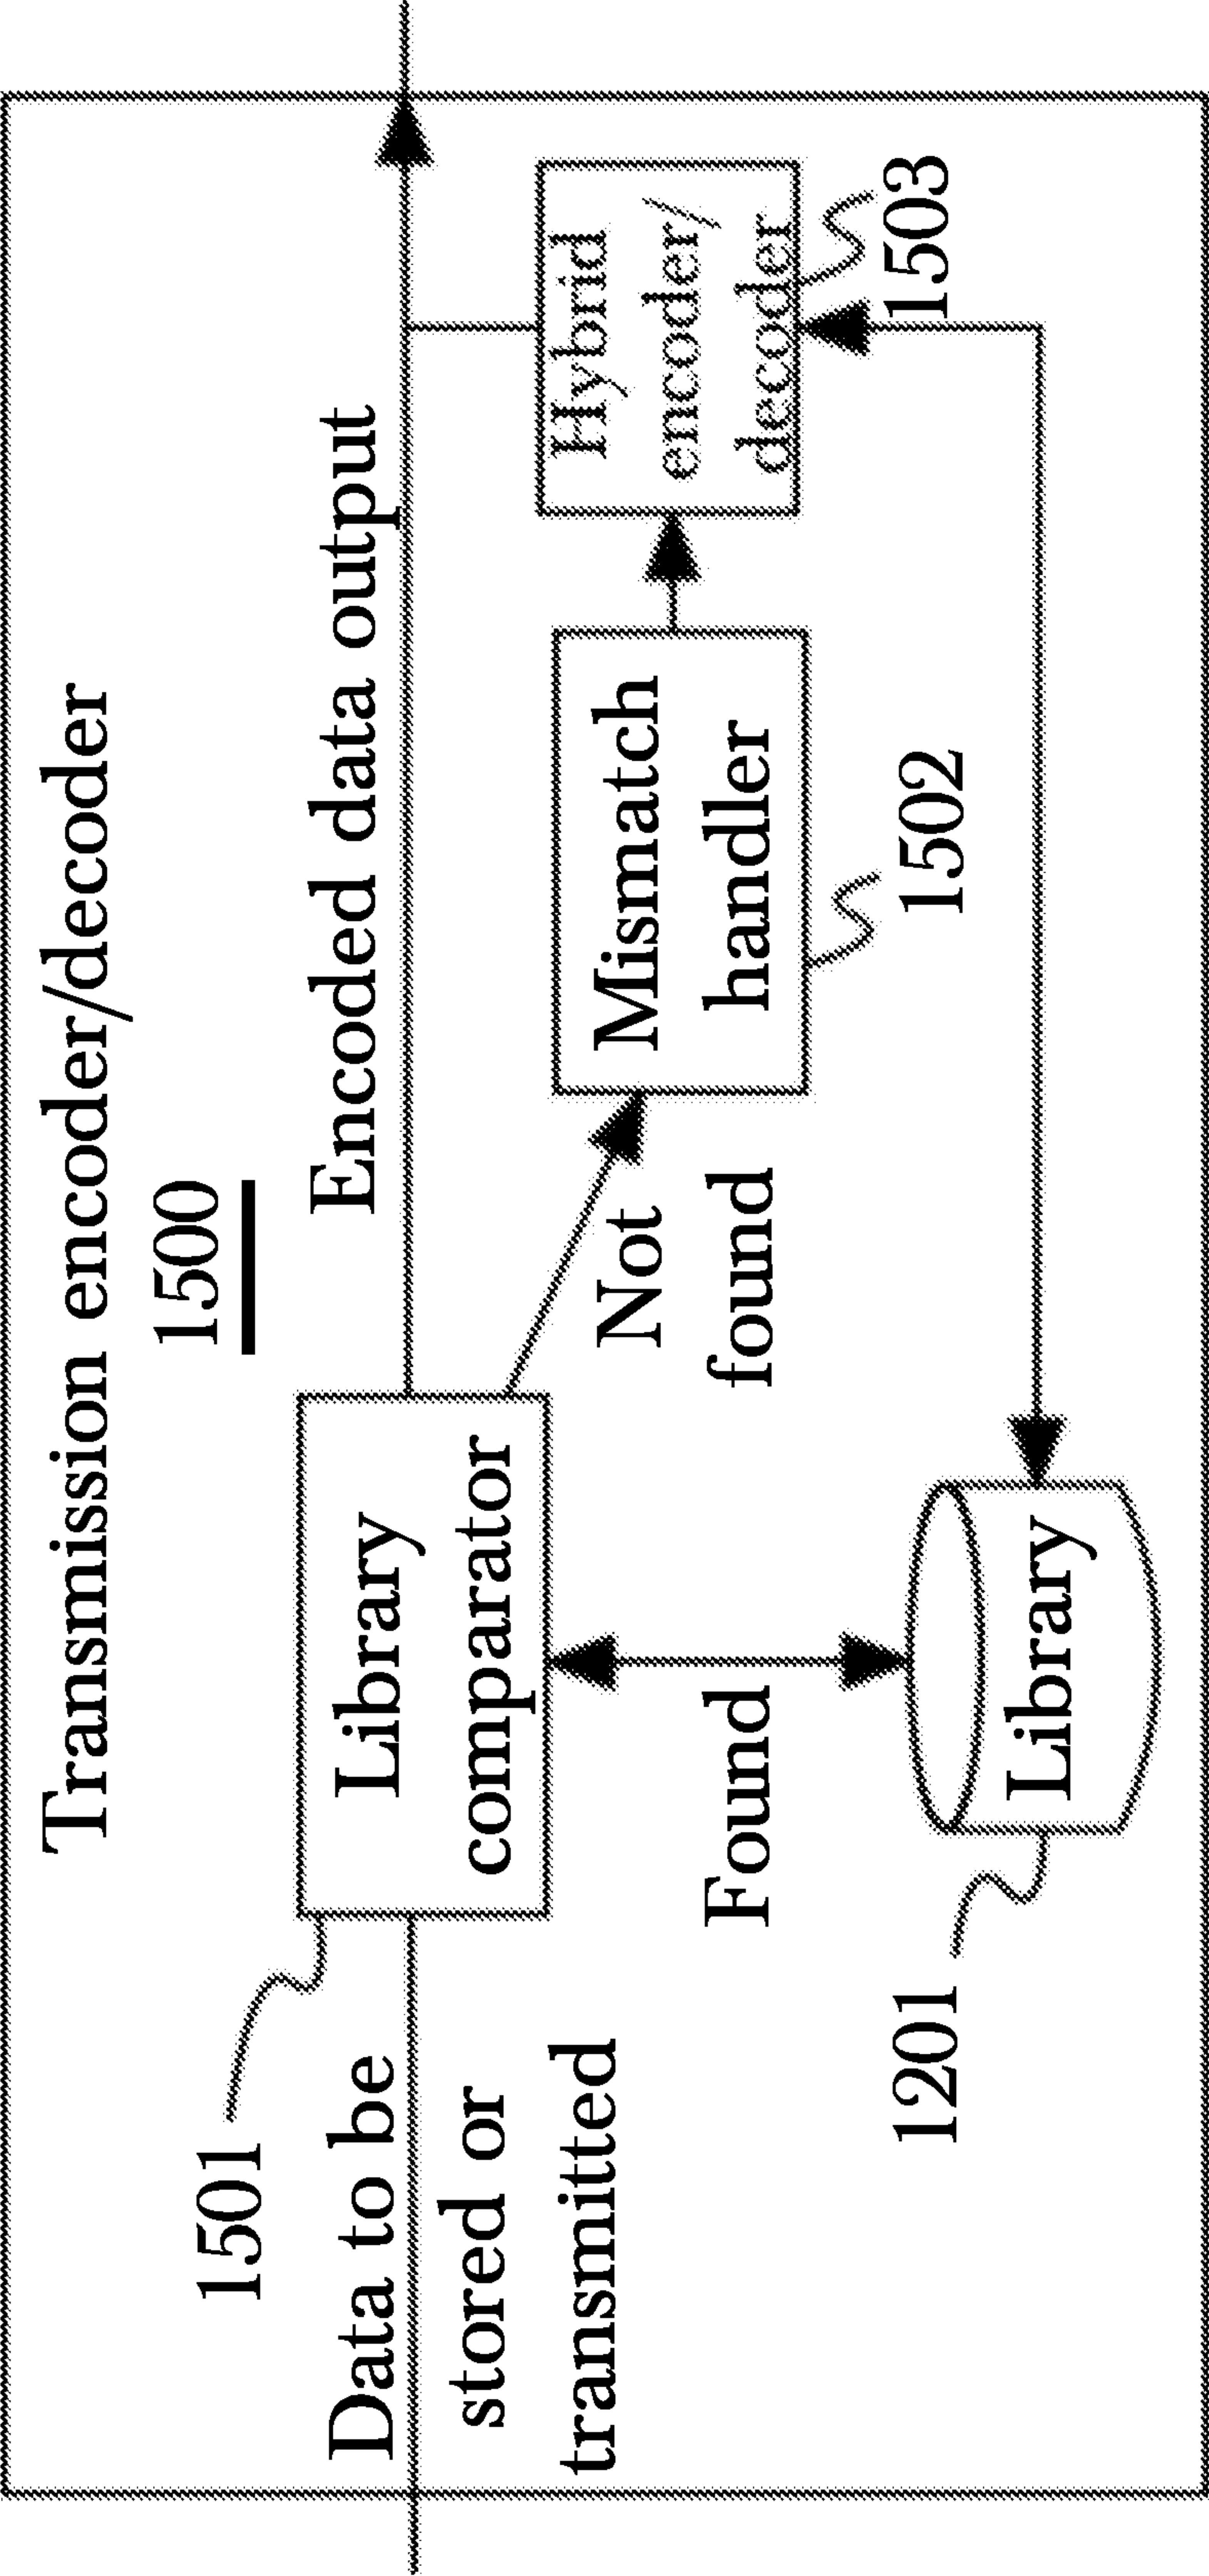 Transmission encoder/decoder
1500
1501
Data to be
stored or
transmitted
Library
comparator
Encoded data output
Not
found
Mismatch
handler
1502
Hybrid
encoder/
decoder
1503
Found
1201
Library